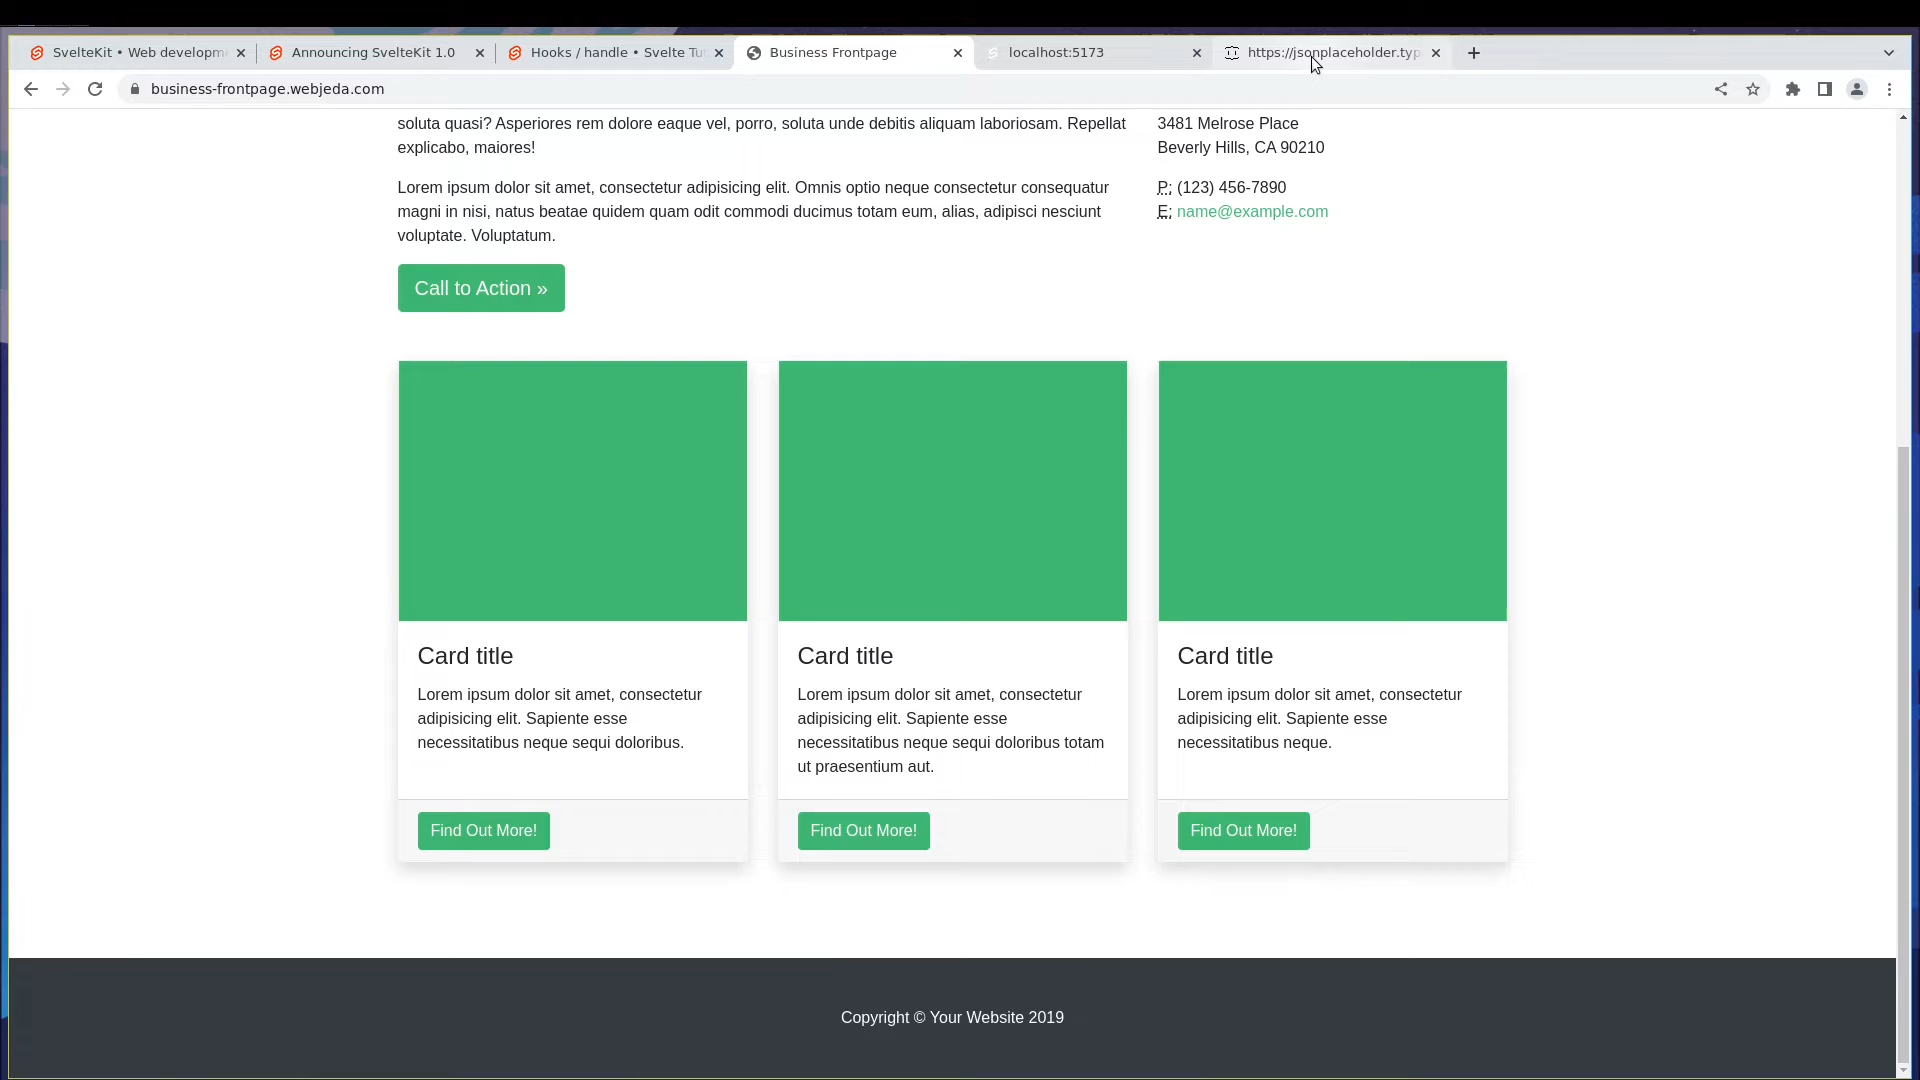 SvelteKit • Web developm
Announcing SvelteKit 1.0
Hooks / handle • Svelte Tu
Business Frontpage
localhost:5173
https://jsonplaceholder.typ
business-frontpage.webjeda.com
soluta quasi? Asperiores rem dolore eaque vel, porro, soluta unde debitis aliquam laboriosam. Repellat
explicabo, maiores!
Lorem ipsum dolor sit amet, consectetur adipisicing elit. Omnis optio neque consectetur consequatur
magni in nisi, natus beatae quidem quam odit commodi ducimus totam eum, alias, adipisci nesciunt
voluptate. Voluptatum.
Call to Action »
3481 Melrose Place
Beverly Hills, CA 90210
P: (123) 456-7890
E: name@example.com
Card title
Lorem ipsum dolor sit amet, consectetur
adipisicing elit. Sapiente esse
necessitatibus neque sequi doloribus.
Find Out More!
Card title
Lorem ipsum dolor sit amet, consectetur
adipisicing elit. Sapiente esse
necessitatibus neque sequi doloribus totam
ut praesentium aut.
Find Out More!
Card title
Lorem ipsum dolor sit amet, consectetur
adipisicing elit. Sapiente esse
necessitatibus neque.
Find Out More!
Copyright © Your Website 2019